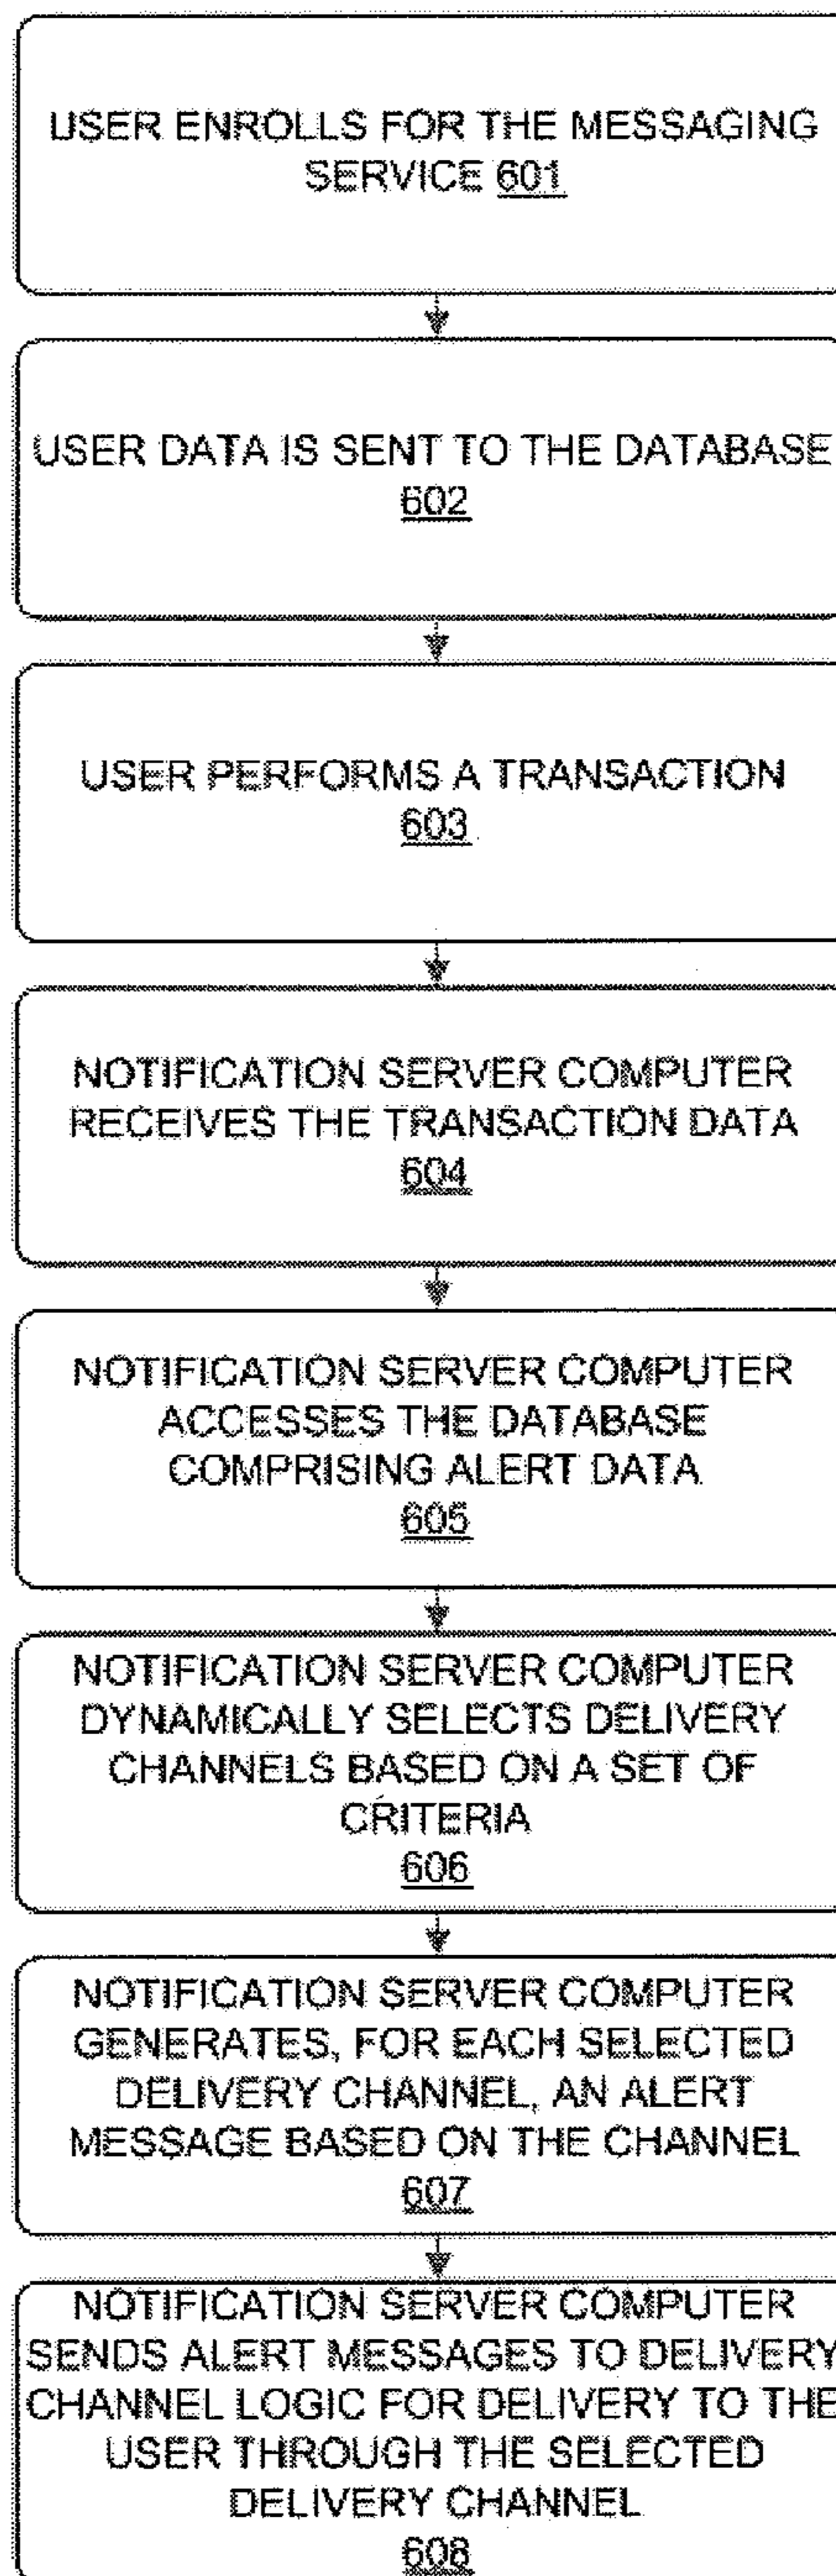 USER ENROLLS FOR THE MESSAGING
SERVICE 601
USER DATA IS SENT TO THE DATABASE
602
USER PERFORMS A TRANSACTION
603
NOTIFICATION SERVER COMPUTER
RECEIVES THE TRANSACTION DATA
604
NOTIFICATION SERVER COMPUTER
ACCESSES THE DATABASE
COMPRISING ALERT DATA
605
NOTIFICATION SERVER COMPUTER
DYNAMICALLY SELECTS DELIVERY
CHANNELS BASED ON A SET OF
CRITERIA
606
NOTIFICATION SERVER COMPUTER
GENERATES, FOR EACH SELECTED
DELIVERY CHANNEL, AN ALERT
MESSAGE BASED ON THE CHANNEL
607
NOTIFICATION SERVER COMPUTER
SENDS ALERT MESSAGES TO DELIVERY
CHANNEL LOGIC FOR DELIVERY TO THE
USER THROUGH THE SELECTED
DELIVERY CHANNEL
608